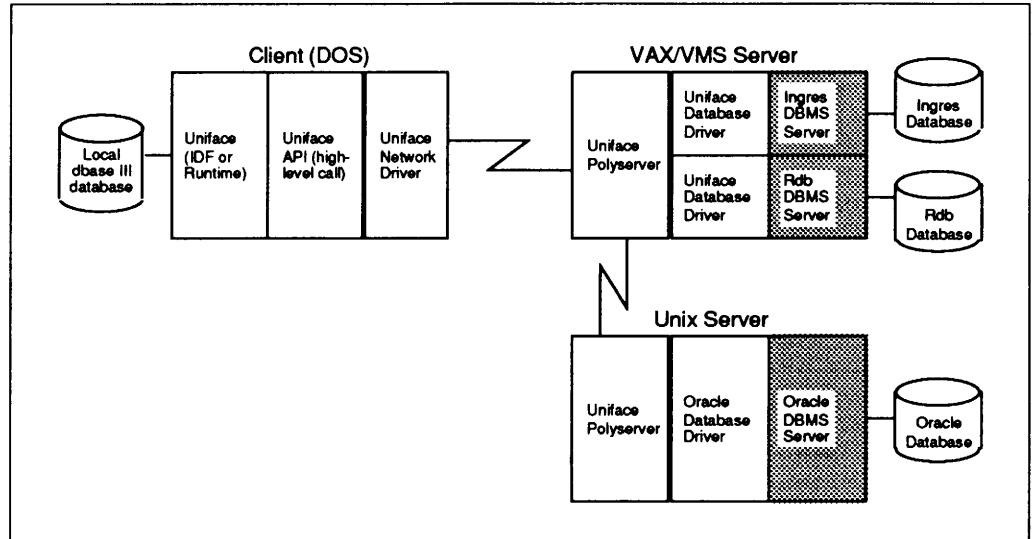 Client (DOS)
Local
dbase III
database
Uniface
(IDF or
Runtime)
Uniface
API (high-
level call)
Uniface
Network
Driver
VAX/VMS Server
Uniface
Polyserver
Uniface
Database
Driver
Ingres
DBMS
Server
Ingres
Database
Uniface
Database
Driver
Rdb
DBMS
Server
Rdb
Database
Unix Server
Uniface
Polyserver
Oracle
Database
Driver
Oracle
DBMS
Server
Oracle
Database